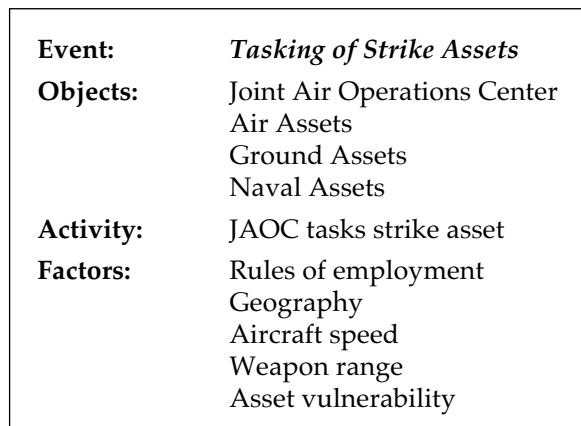 Event: Tasking of Strike Assets
Objects: Joint Air Operations Center
Air Assets
Ground Assets
Naval Assets
Activity: JAOC tasks strike asset
Factors: Rules of employment
Geography
Aircraft speed
Weapon range
Asset vulnerability